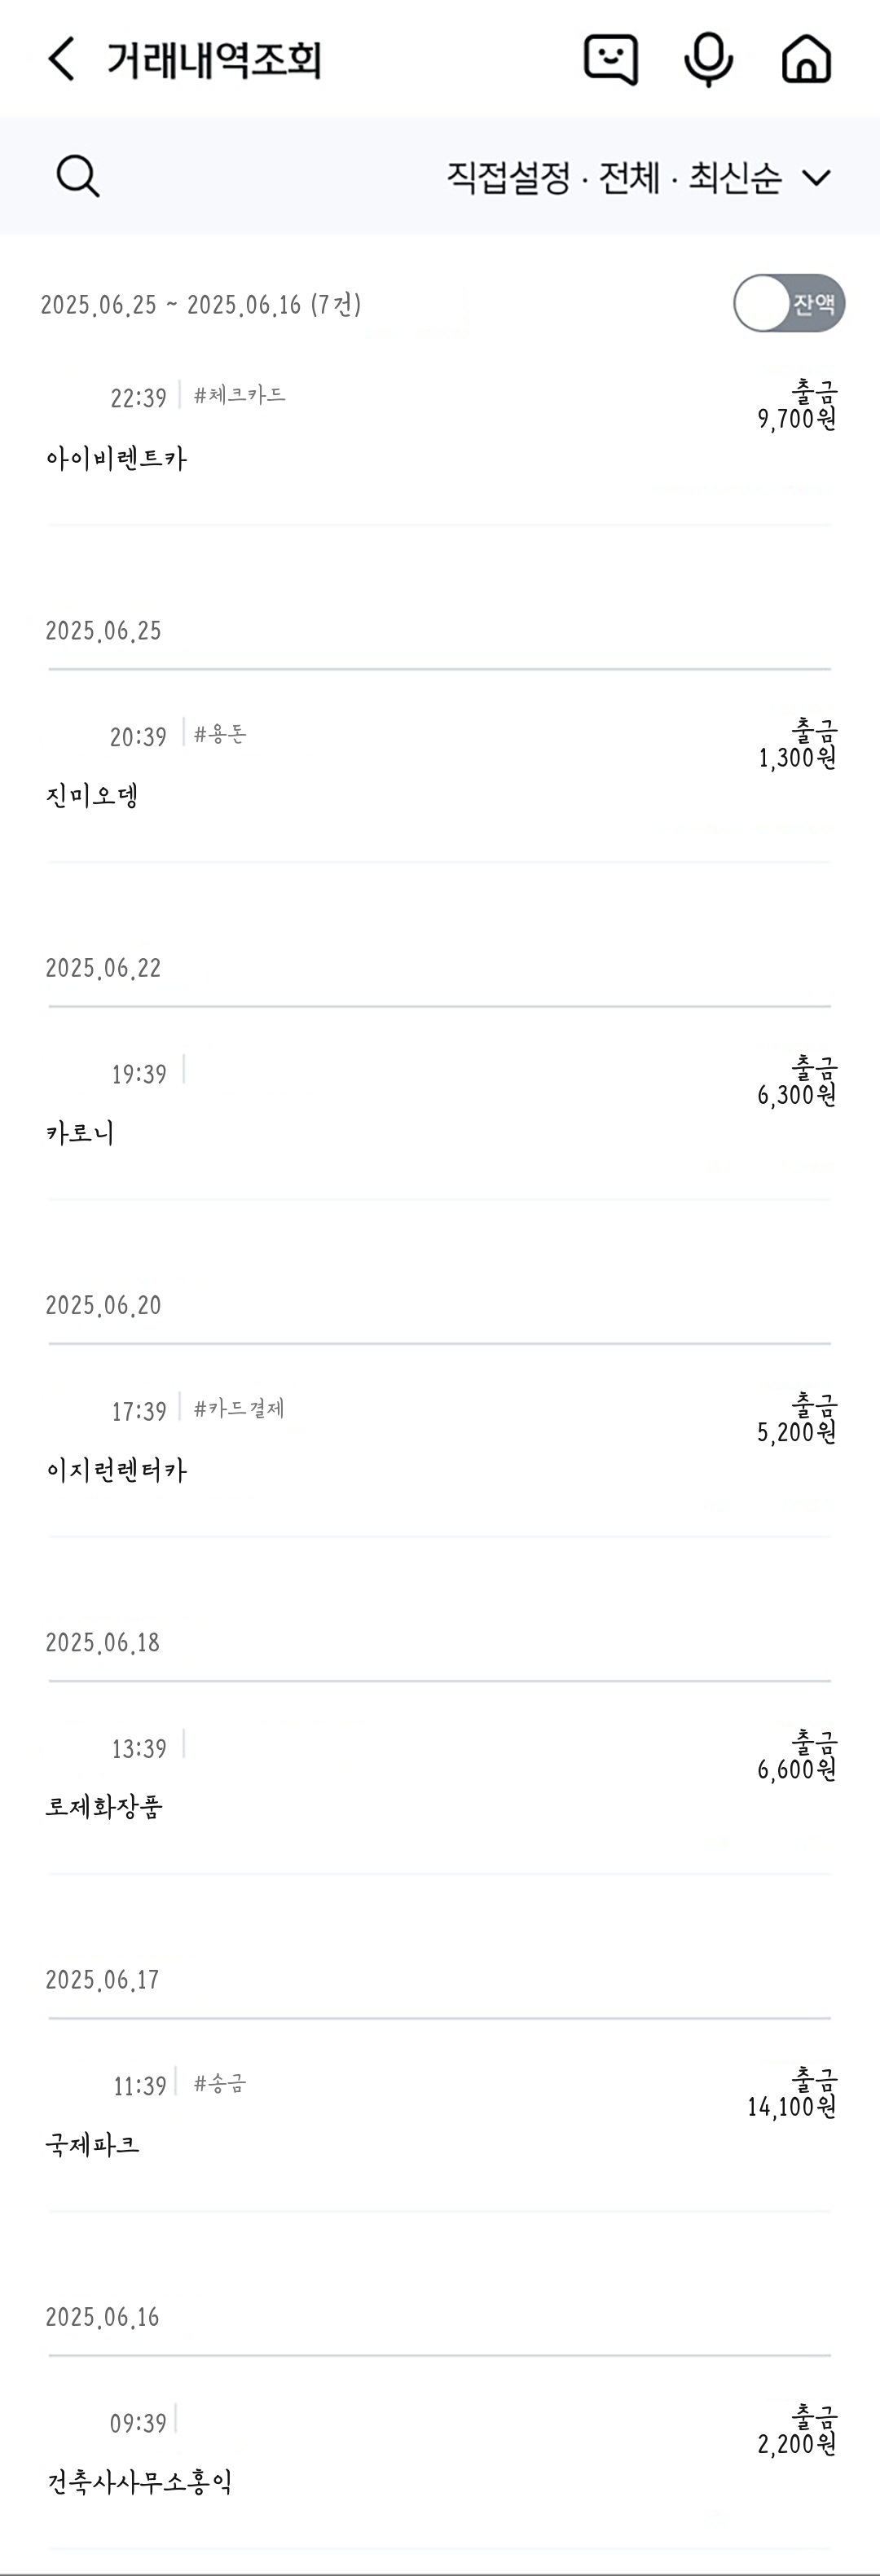 거래내역조회
직접설정 · 전체 · 최신순
2025.06.25 ~ 2025.06.16 (7건)
잔액
22:39 #체크카드
출금
9,700원
아이비렌트카
2025.06.25
20:39 #용돈
출금
1,300원
진미오뎅
2025.06.22
19:39
출금
6,300원
카로니
2025.06.20
17:39 #카드결제
출금
5,200원
이지런렌터카
2025.06.18
13:39
출금
6,600원
로제화장품
2025.06.17
11:39 #송금
출금
14,100원
국제파크
2025.06.16
09:39
출금
2,200원
건축사사무소홍익